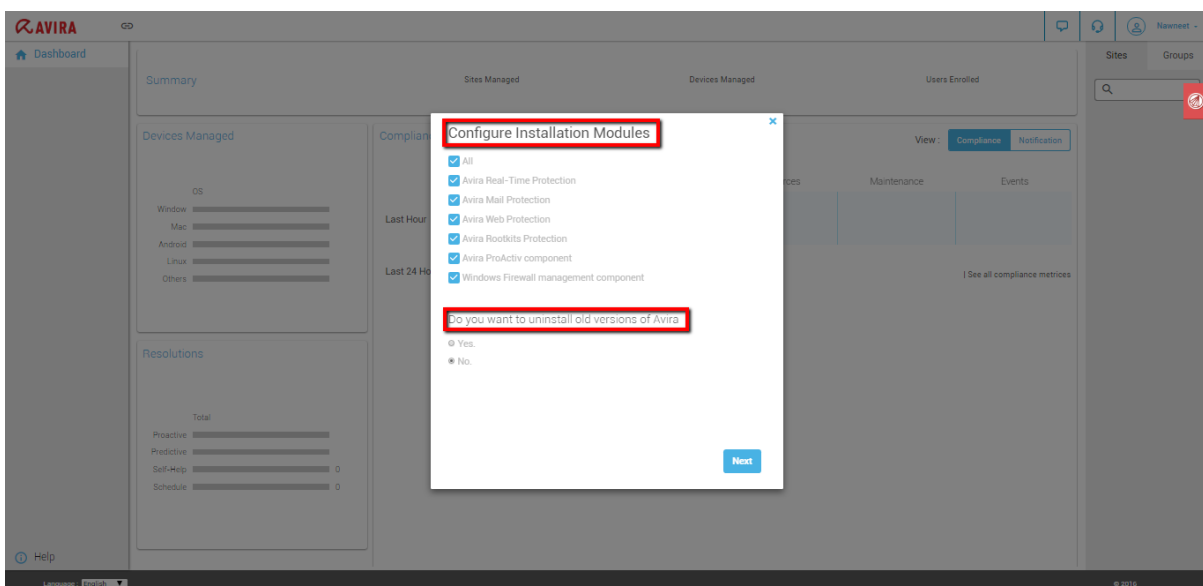 AVIRA
Nawneet
Dashboard
Sites Groups
Summary
Sites Managed Devices Managed Users Enrolled
Devices Managed
OS
Window
Mac
Android
Linux
Others
Resolutions
Total
Proactive
Predictive
Self-Help 0
Schedule 0
View : Compliance Notification
Maintenance Events
Last Hour
Last 24
| See all compliance metrices
Configure Installation Modules
All
Avira Real-Time Protection
Avira Mail Protection
Avira Web Protection
Avira Rootkits Protection
Avira ProActiv component
Windows Firewall management component
Do you want to uninstall old versions of Avira
Yes.
No.
Next
Help
Language : English
© 2016